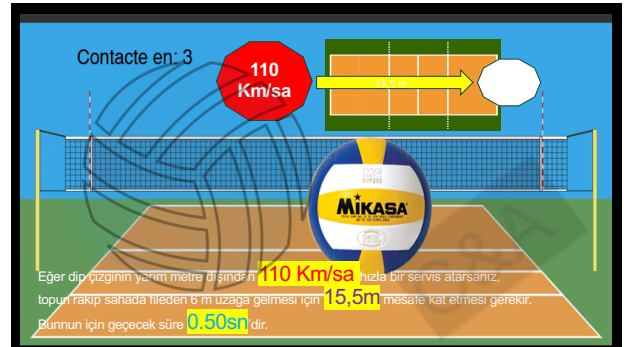 Contacte en: 3
110
Km/sa
15,5 m
MIKASA
Eğer dip çizginin yarım metre dışından 110 Km/sa hızla bir servis atarsanız,
topun rakip sahada fileden 6 m uzağa gelmesi için 15,5m mesafe kat etmesi gerekir.
Bunnun için geçecek süre 0.50sn'dir.